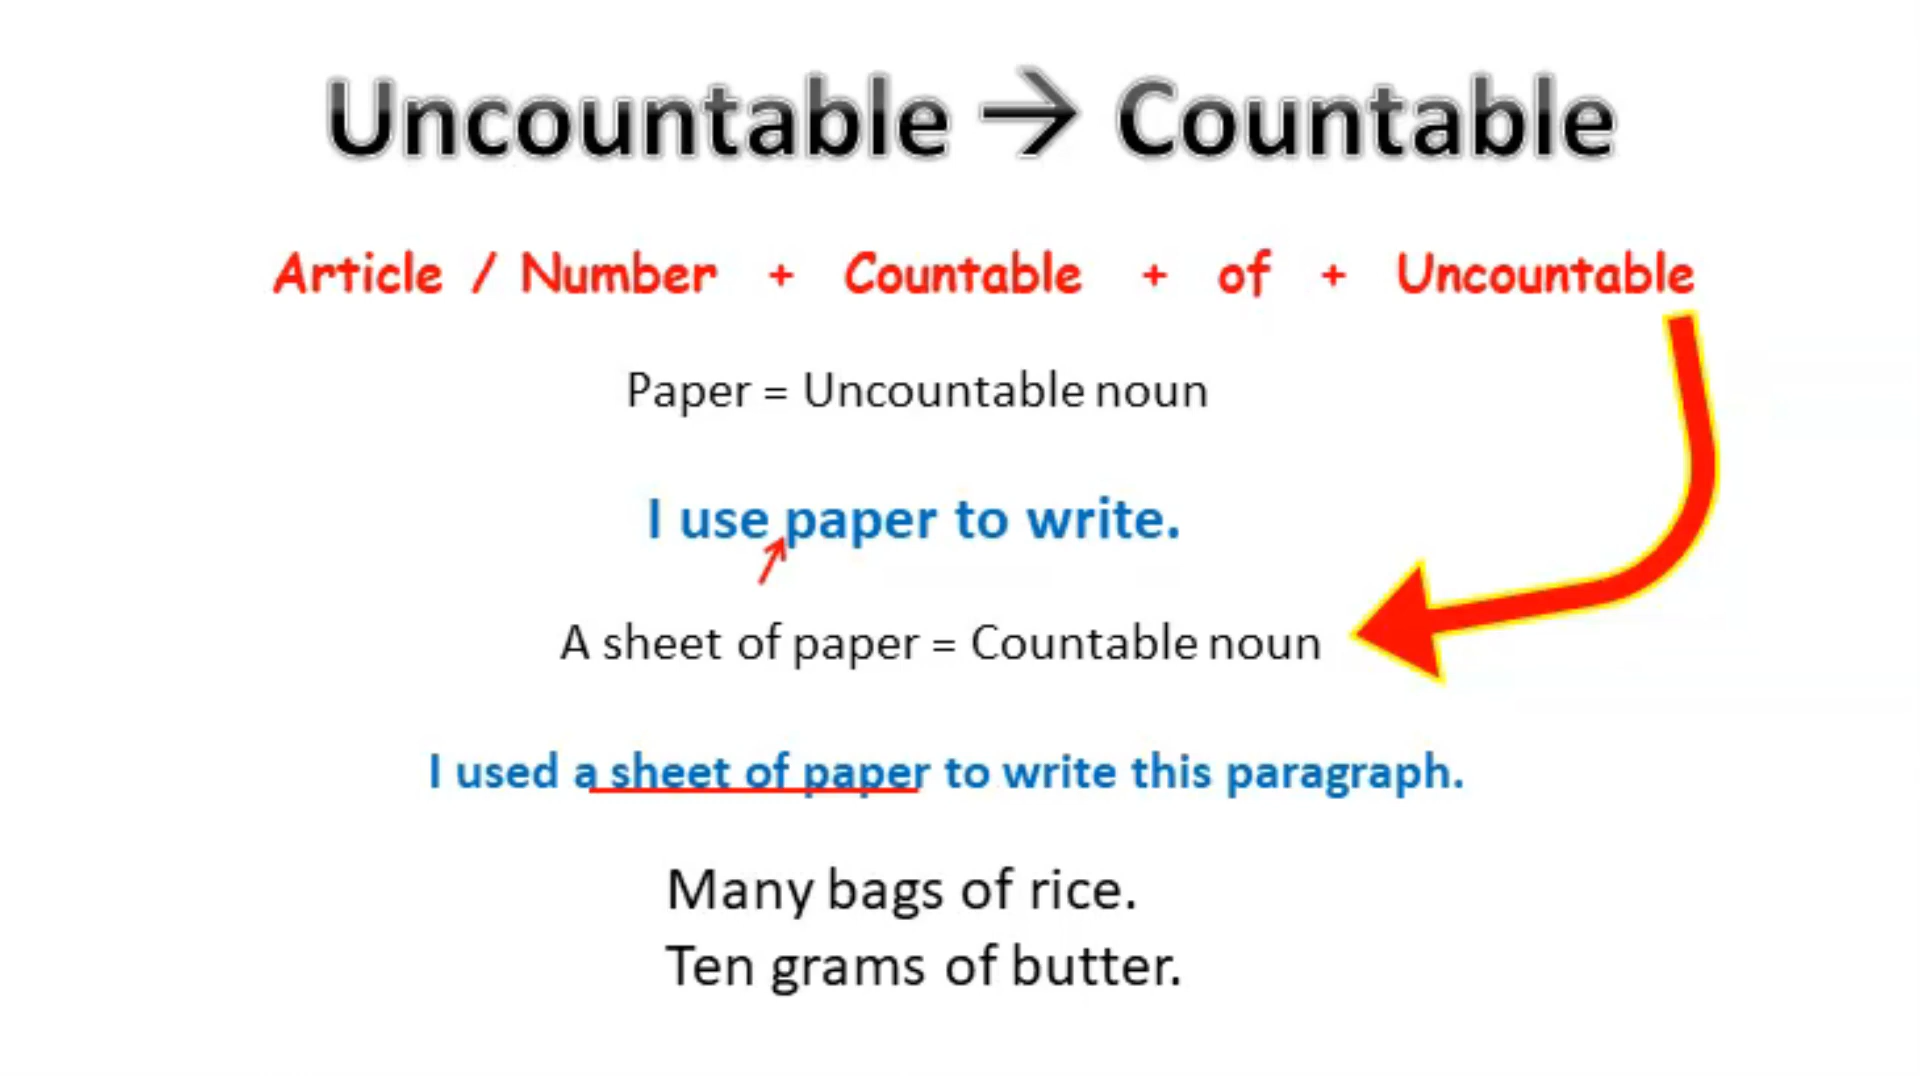 Uncountable → Countable
Article / Number + Countable + of + Uncountable
Paper = Uncountable noun
I use paper to write.
A sheet of paper = Countable noun
I used a sheet of paper to write this paragraph.
Many bags of rice.
Ten grams of butter.